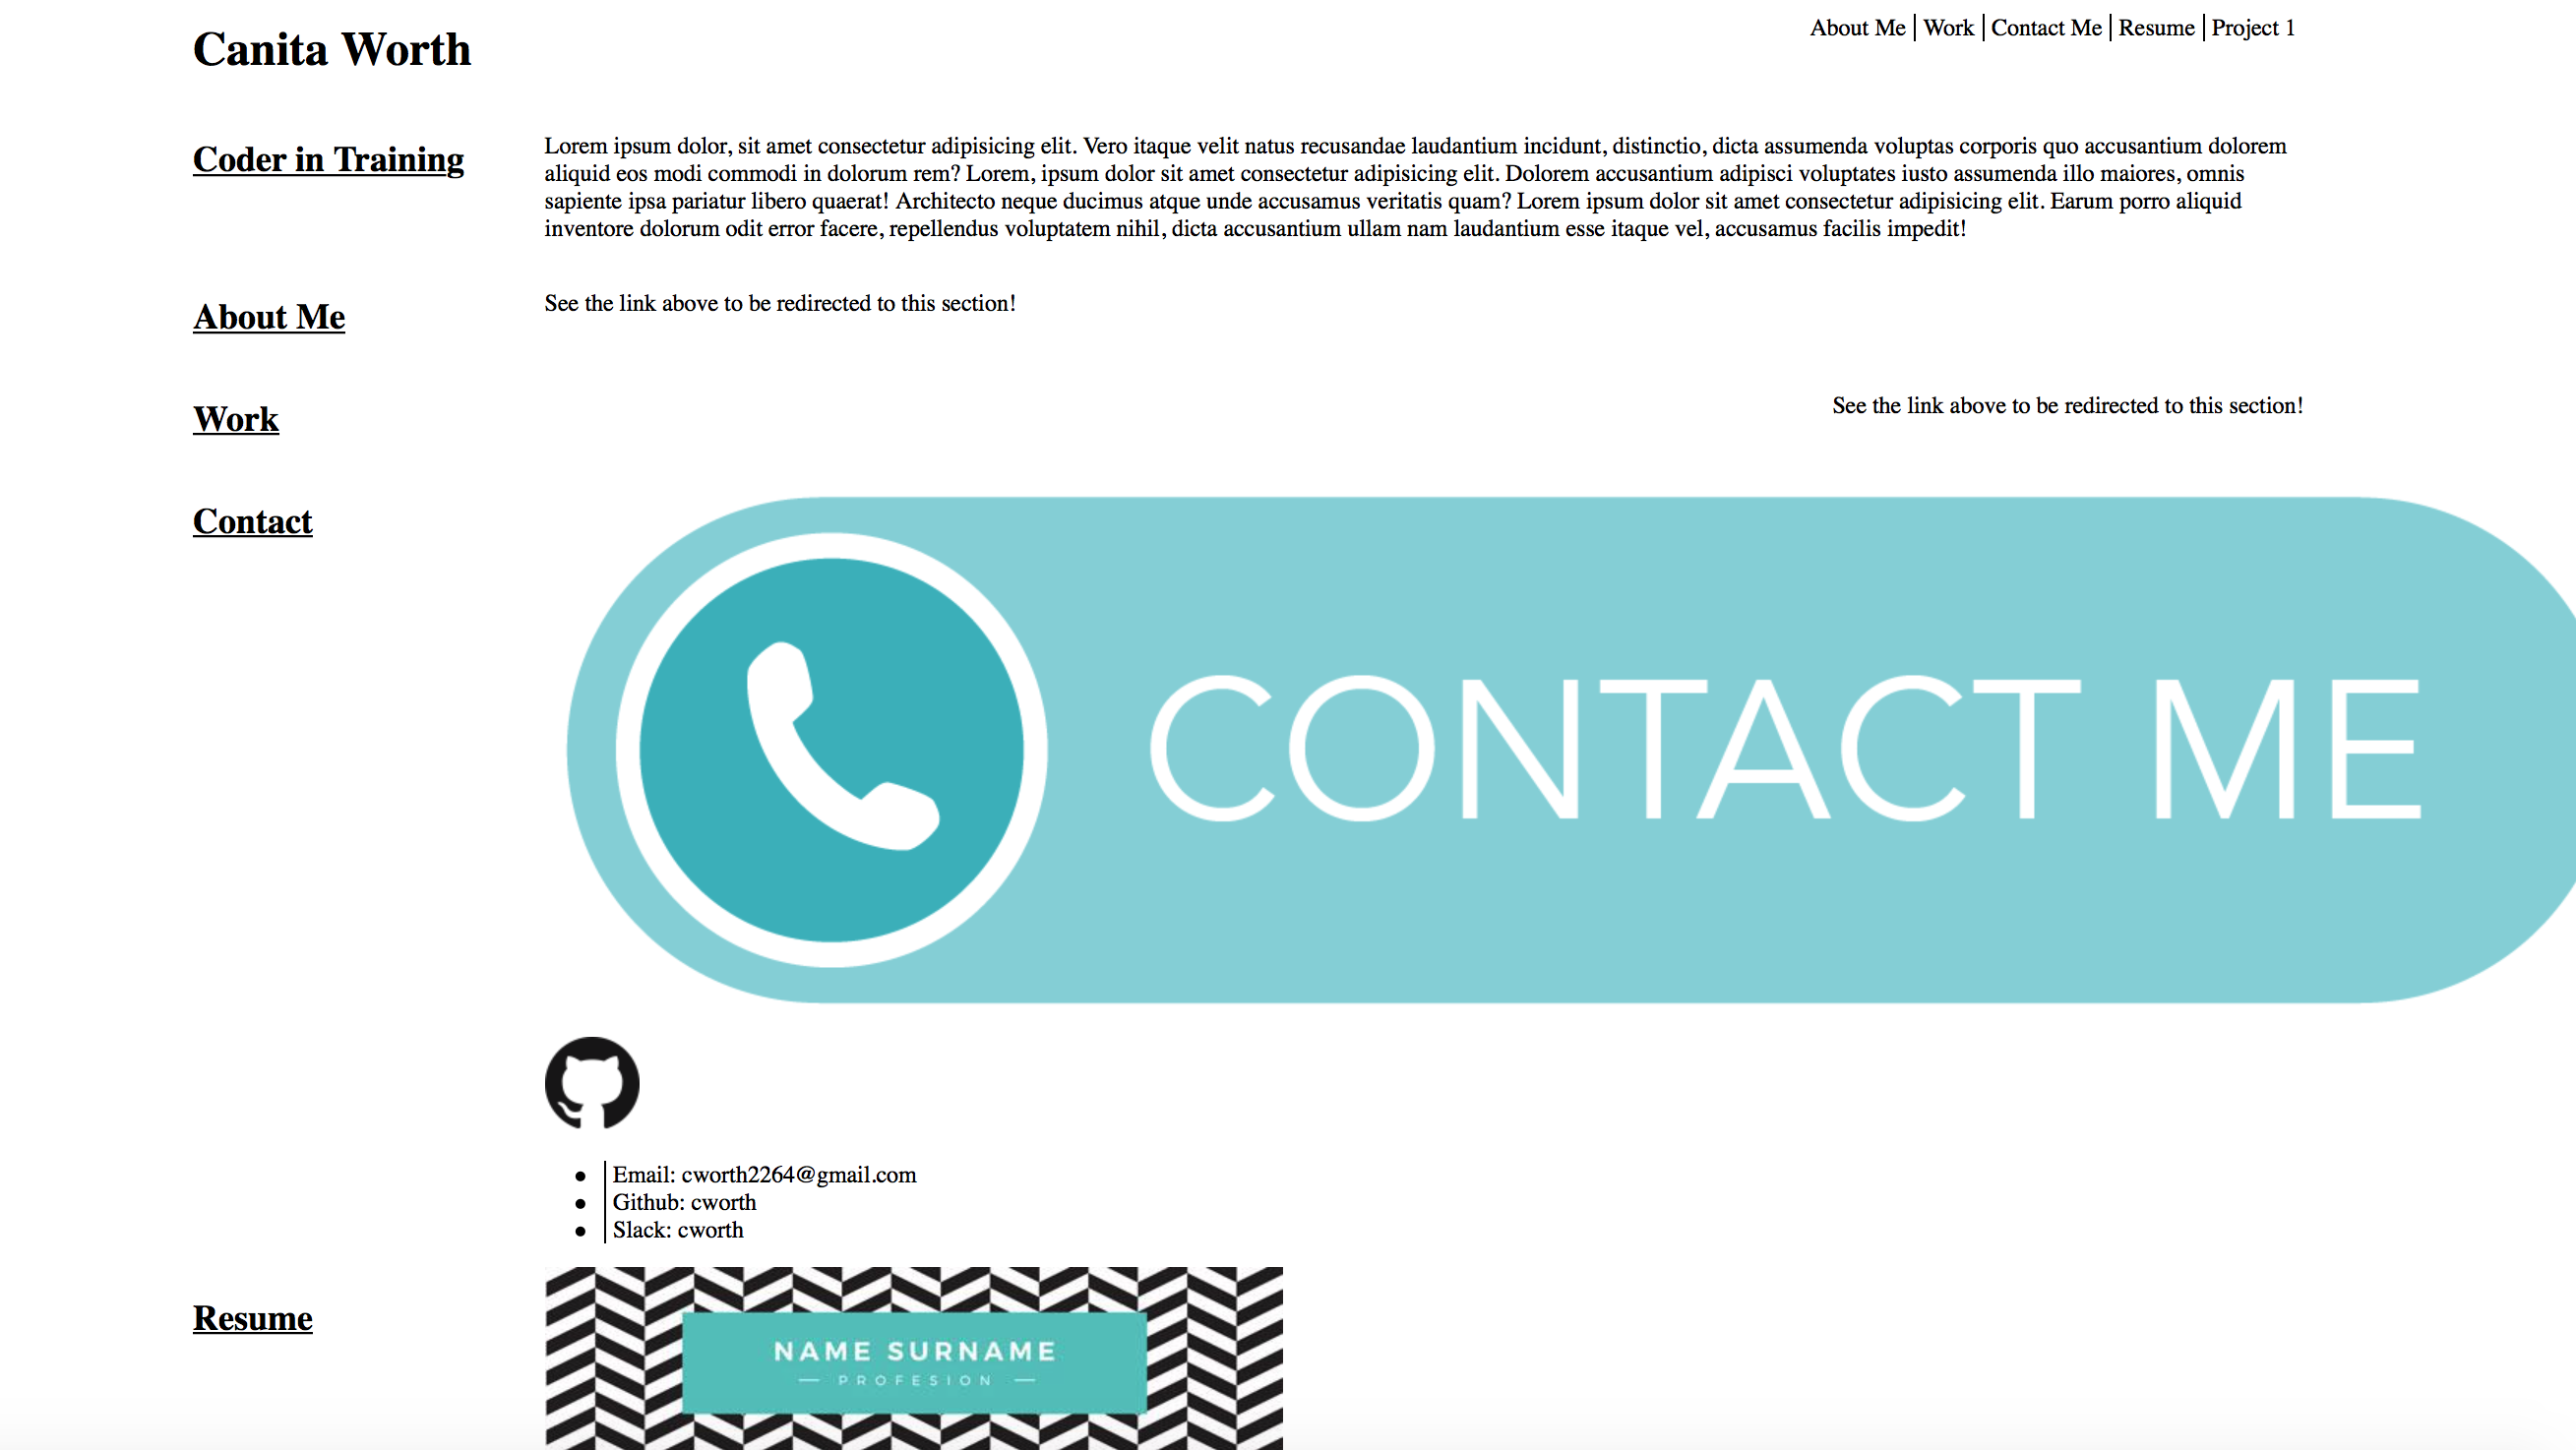 Canita Worth
About Me | Work | Contact Me | Resume | Project 1
Coder in Training
Lorem ipsum dolor, sit amet consectetur adipisicing elit. Vero itaque velit natus recusandae laudantium incidunt, distinctio, dicta assumenda voluptas corporis quo accusantium dolorem
aliquid eos modi commodi in dolorum rem? Lorem, ipsum dolor sit amet consectetur adipisicing elit. Dolorem accusantium adipisci voluptates iusto assumenda illo maiores, omnis
sapiente ipsa pariatur libero quaerat! Architecto neque ducimus atque unde accusamus veritatis quam? Lorem ipsum dolor sit amet consectetur adipisicing elit. Earum porro aliquid
inventore dolorum odit error facere, repellendus voluptatem nihil, dicta accusantium ullam nam laudantium esse itaque vel, accusamus facilis impedit!
About Me
See the link above to be redirected to this section!
Work
See the link above to be redirected to this section!
Contact
CONTACT ME
Email: cworth2264@gmail.com
Github: cworth
Slack: cworth
Resume
NAME SURNAME
PROFESION